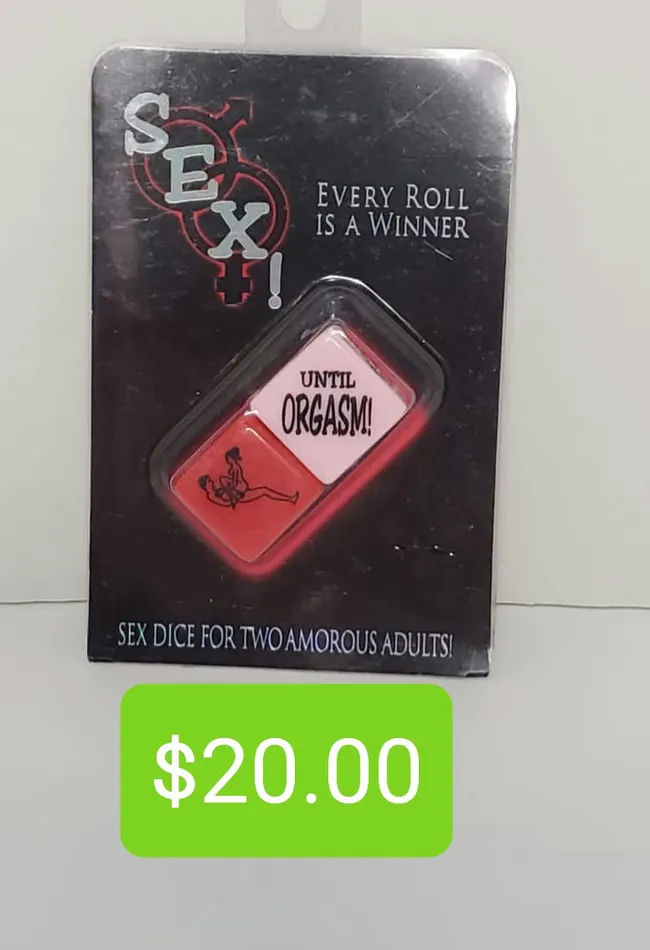 SEX!
EVERY ROLL
IS A WINNER
UNTIL
ORGASM!
SEX DICE FOR TWO AMOROUS ADULTS!
$20.00